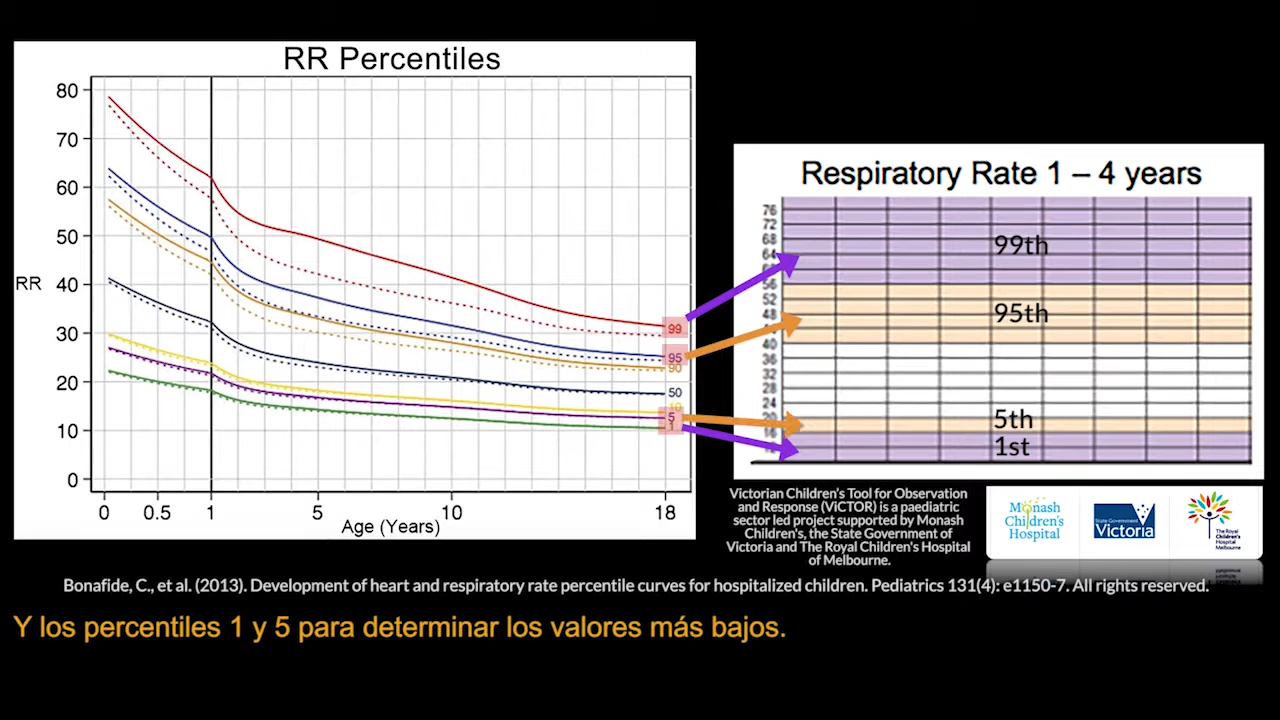 RR Percentiles
80
70
60
50
RR
40
30
20
10
0
99
95
90
50
10
5
1
0 0.5 1 5 10 18
Age (Years)
Respiratory Rate 1 – 4 years
76
72
68
64
56
52
48
40
36
32
28
24
20
16
99th
95th
5th
1st
Victorian Children's Tool for Observation
and Response (ViCTOR) is a paediatric
sector led project supported by Monash
Children's, the State Government of
Victoria and The Royal Children's Hospital
of Melbourne.
Monash
Children's
Hospital
State Government
Victoria
The Royal
Children's
Hospital
Melbourne
Bonafide, C., et al. (2013). Development of heart and respiratory rate percentile curves for hospitalized children. Pediatrics 131(4): e1150-7. All rights reserved.
Y los percentiles 1 y 5 para determinar los valores más bajos.